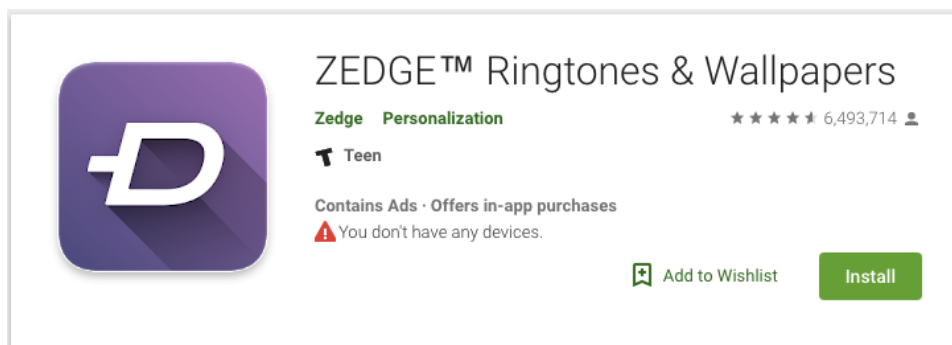 ZEDGE™ Ringtones & Wallpapers
Zedge Personalization 6,493,714
Teen
Contains Ads · Offers in-app purchases
You don't have any devices.
Add to Wishlist Install